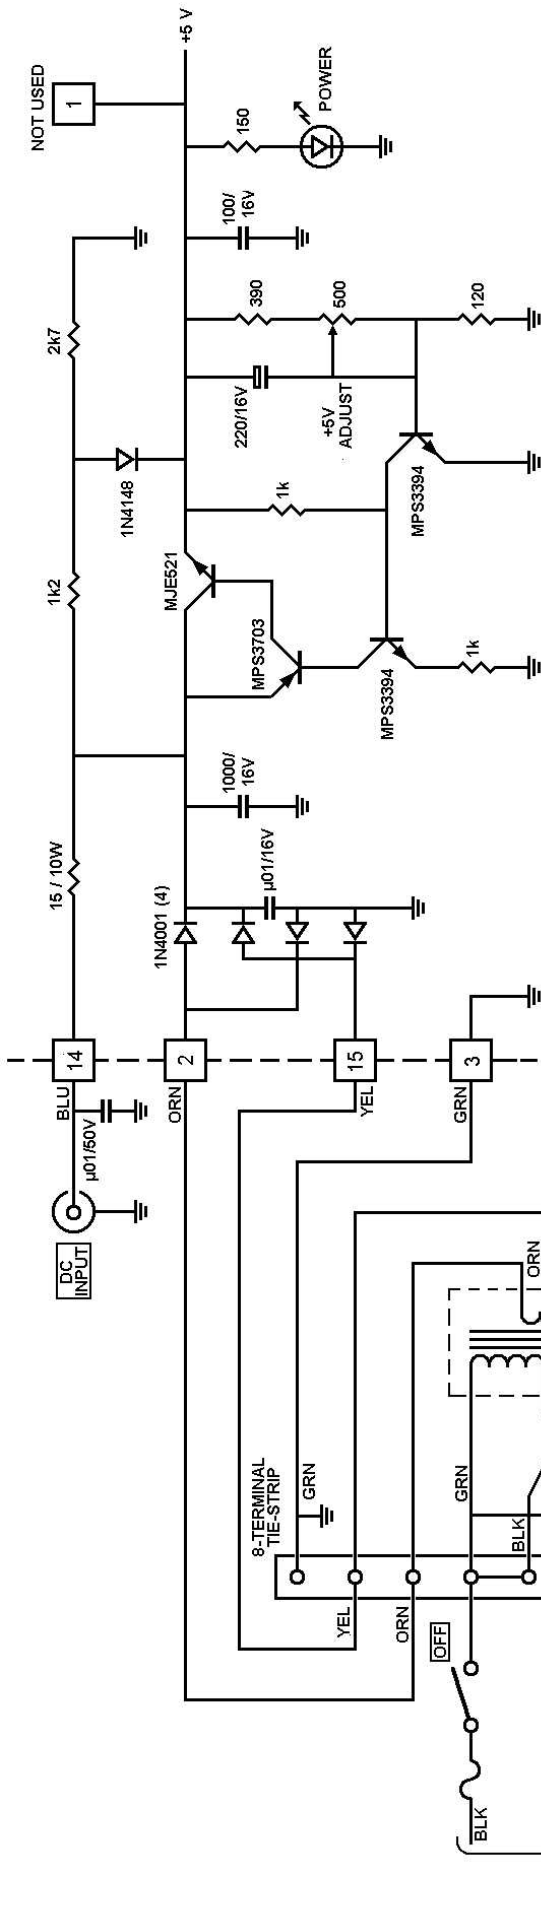 NOT USED
1
+5 V
150
POWER
100/
16V
390
500
120
2k7
220/16V
+5V
ADJUST
1N4148
1k
MPS3394
1k2
MJE521
MPS3703
MPS3394
1k
15 / 10W
1000/
16V
1N4001 (4)
µ01/16V
14
2
15
3
BLU
ORN
YEL
GRN
µ01/50V
DC
INPUT
ORN
8-TERMINAL
TIE-STRIP
GRN
GRN
BLK
YEL
ORN
OFF
BLK